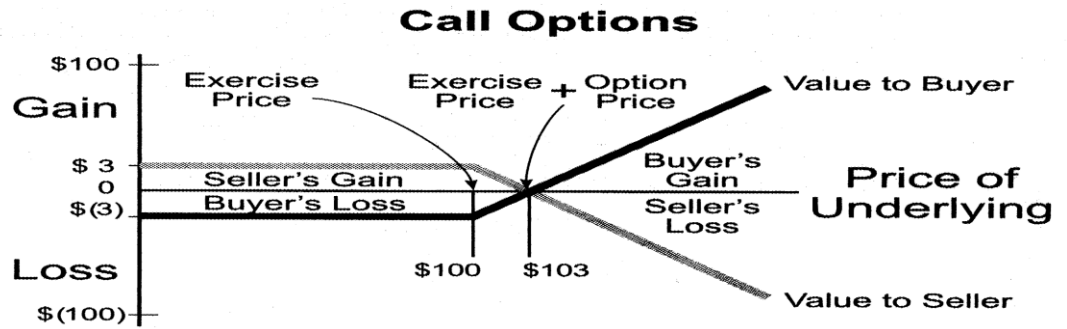 Call Options
$100
Gain
Exercise
Price
Exercise + Option
Price Price
Value to Buyer
$ 3
0
$(3)
Seller's Gain
Buyer's Loss
Buyer's
Gain
Seller's
Loss
Price of
Underlying
$100
$103
Loss
$(100)
Value to Seller